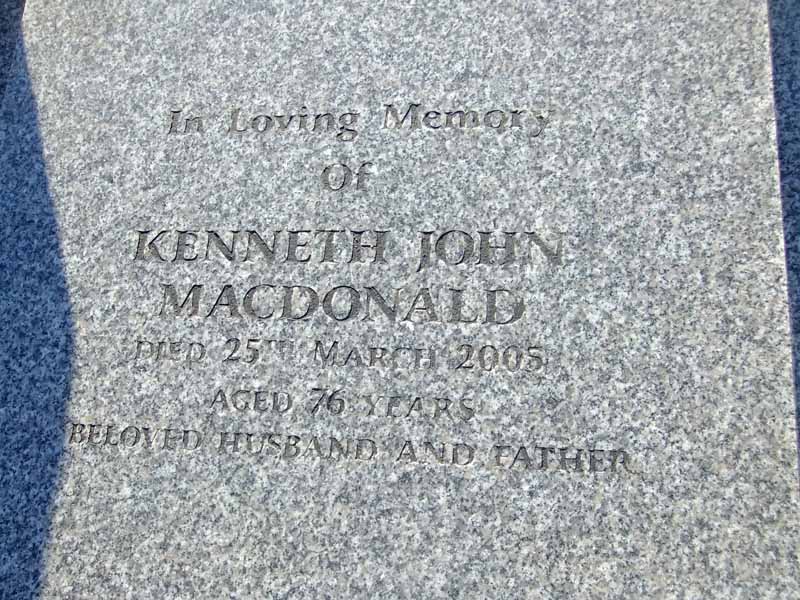 In Loving Memory
Of
KENNETH JOHN
MACDONALD
DIED 25TH MARCH 2005
AGED 76 YEARS
BELOVED HUSBAND AND FATHER